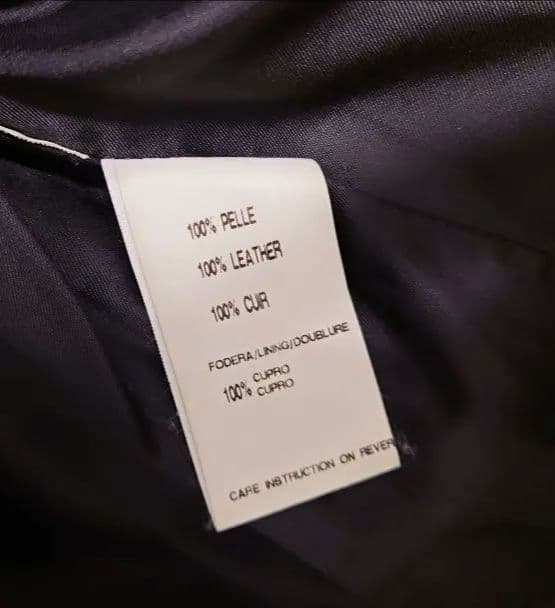 100% PELLE
100% LEATHER
100% CUIR
FODERA/LINING/DOUBLURE
100% CUPRO
CUPRO
CARE INSTRUCTION ON REVER